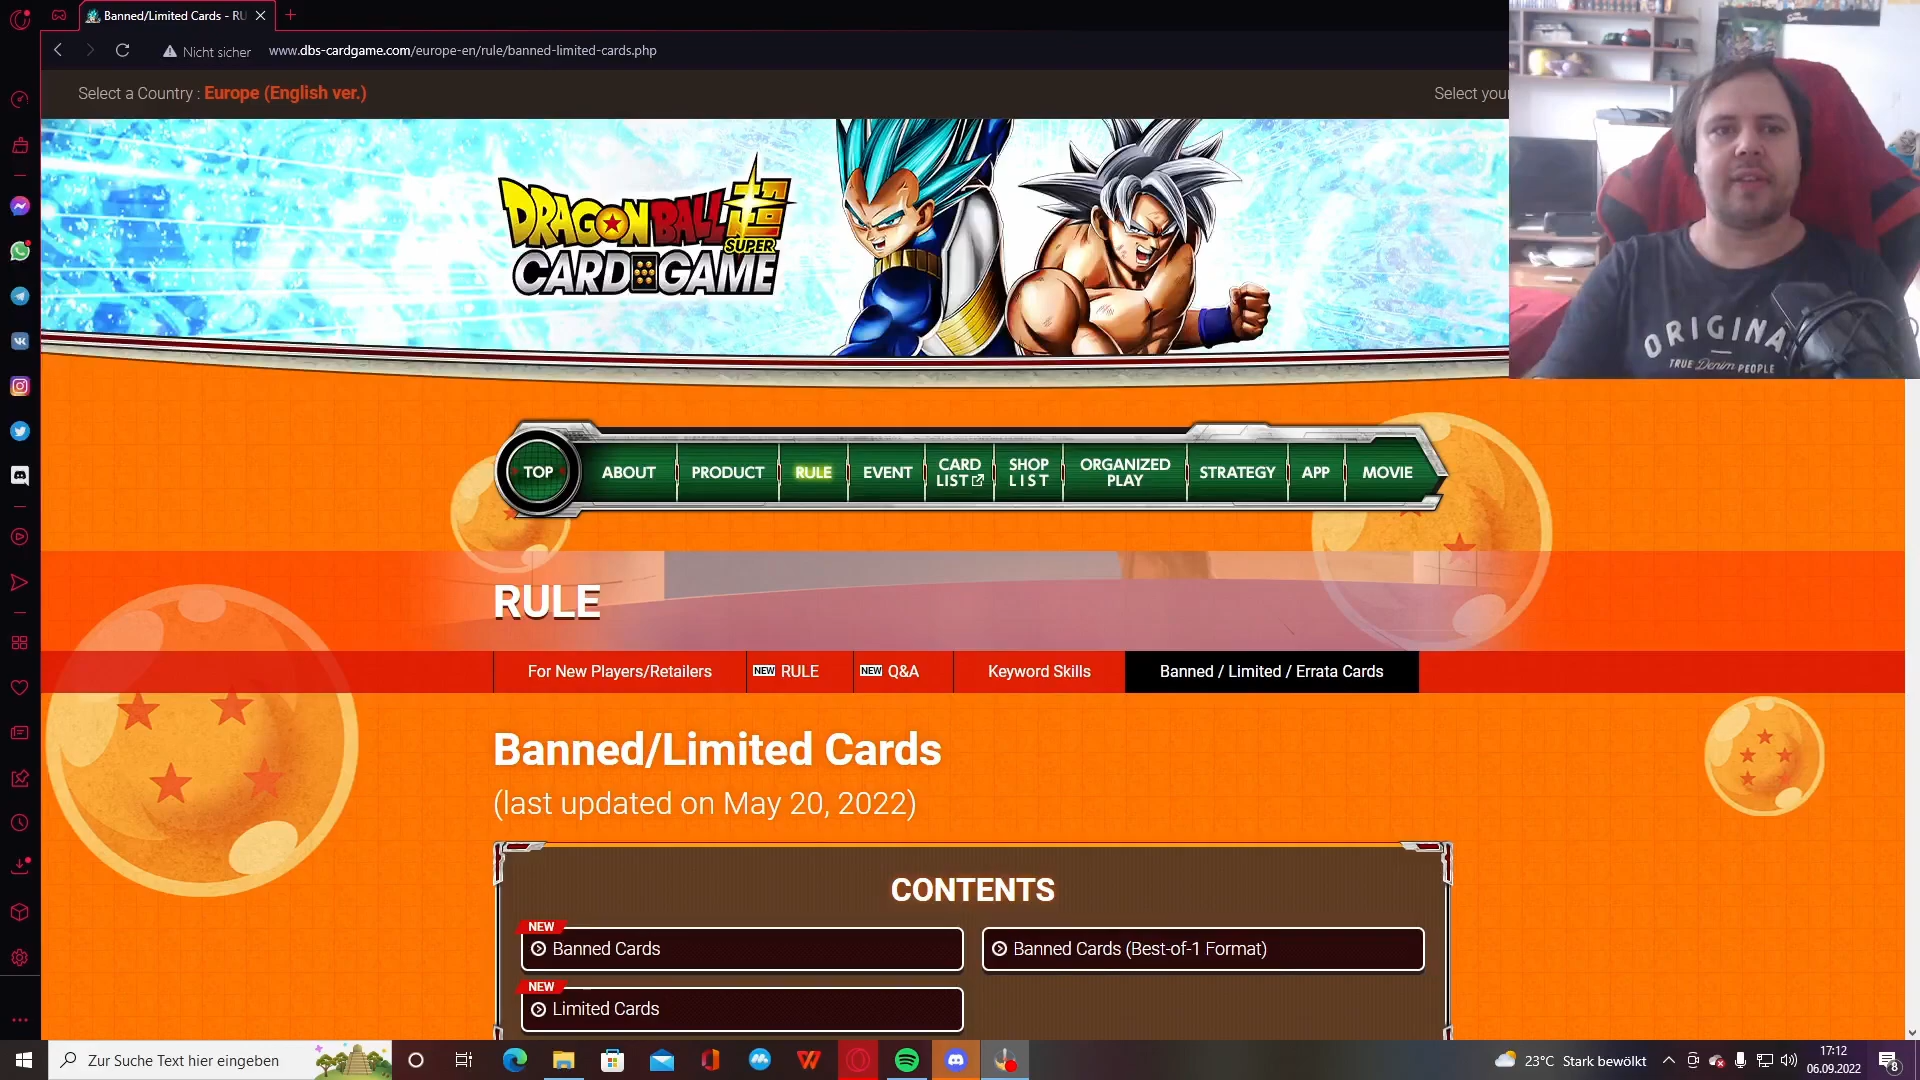 Banned/Limited Cards - RU
Nicht sicher
www.dbs-cardgame.com/europe-en/rule/banned-limited-cards.php
Select a Country : Europe (English ver.)
Select your
DRAGON BALL
超
SUPER
CARD GAME
ORIGINA
TRUE Denim PEOPLE
TOP
ABOUT
PRODUCT
RULE
EVENT
CARD
LIST
SHOP
LIST
ORGANIZED
PLAY
STRATEGY
APP
MOVIE
RULE
For New Players/Retailers
NEW RULE
NEW Q&A
Keyword Skills
Banned / Limited / Errata Cards
Banned/Limited Cards
(last updated on May 20, 2022)
CONTENTS
NEW
Banned Cards
Banned Cards (Best-of-1 Format)
NEW
Limited Cards
Zur Suche Text hier eingeben
23°C Stark bewölkt
17:12
06.09.2022
8